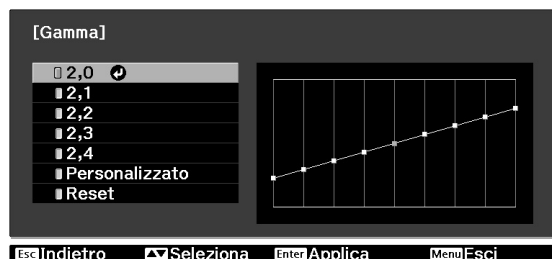 [Gamma]
2,0
2,1
2,2
2,3
2,4
Personalizzato
Reset
Esc Indietro Seleziona Enter Applica Menu Esci